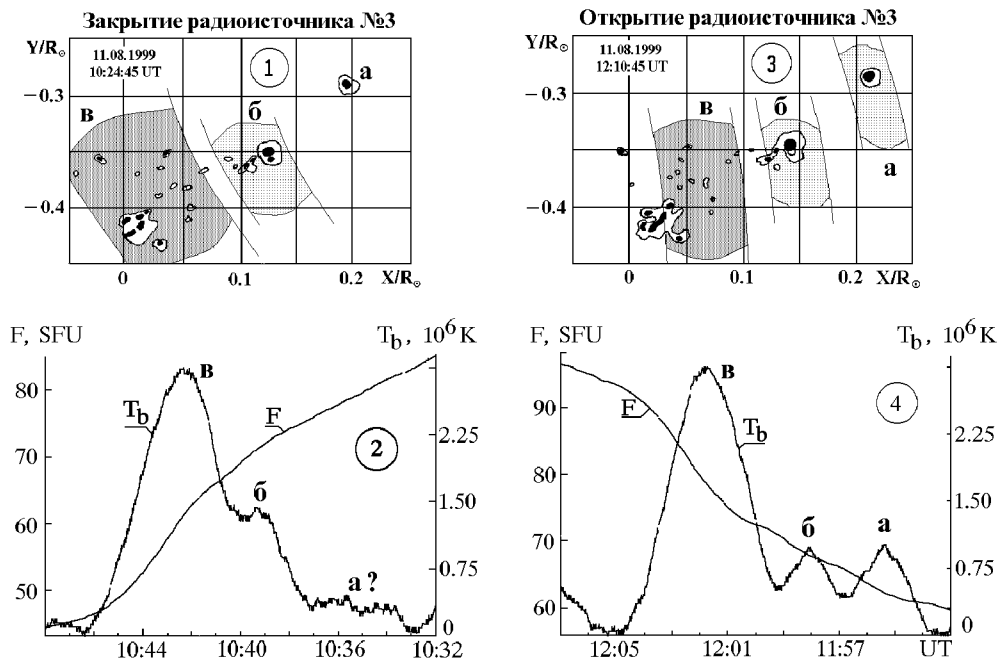 Закрытие радиоисточника №3
Y/R⊙
11.08.1999
10:24:45 UT
1
а
б
в
−0.3
−0.4
0
0.1
0.2
X/R⊙
Открытие радиоисточника №3
Y/R⊙
11.08.1999
12:10:45 UT
3
в
б
а
−0.3
−0.4
0
0.1
0.2
X/R⊙
F, SFU
T_b, 10⁶ K
80
70
60
50
2.25
1.50
0.75
0
в
T_b
F
2
б
а ?
10:44
10:40
10:36
10:32
F, SFU
T_b, 10⁶ K
90
80
70
60
2.25
1.50
0.75
0
в
F
T_b
4
б
а
12:05
12:01
11:57
UT